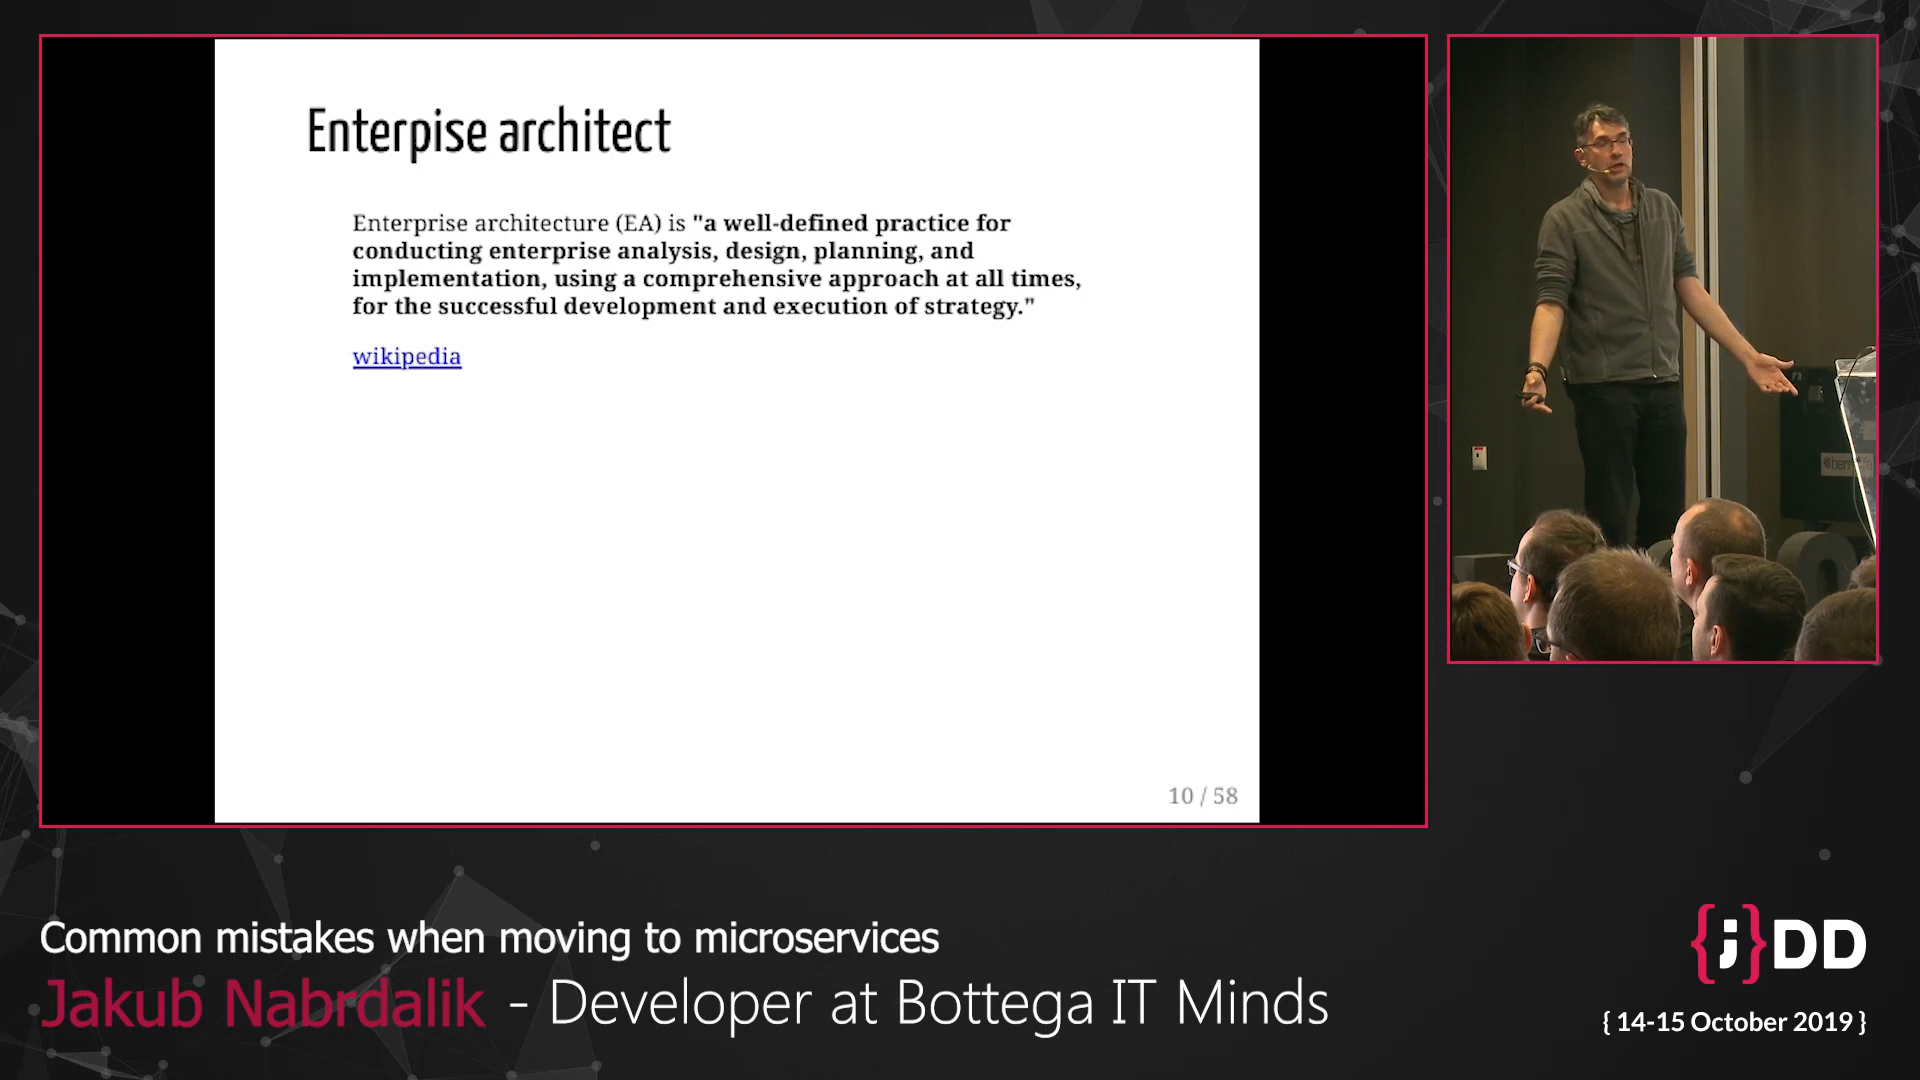 Enterpise architect
Enterprise architecture (EA) is "a well-defined practice for
conducting enterprise analysis, design, planning, and
implementation, using a comprehensive approach at all times,
for the successful development and execution of strategy."
wikipedia
10 / 58
Common mistakes when moving to microservices
Jakub Nabrdalik - Developer at Bottega IT Minds
{;}DD
{ 14-15 October 2019 }